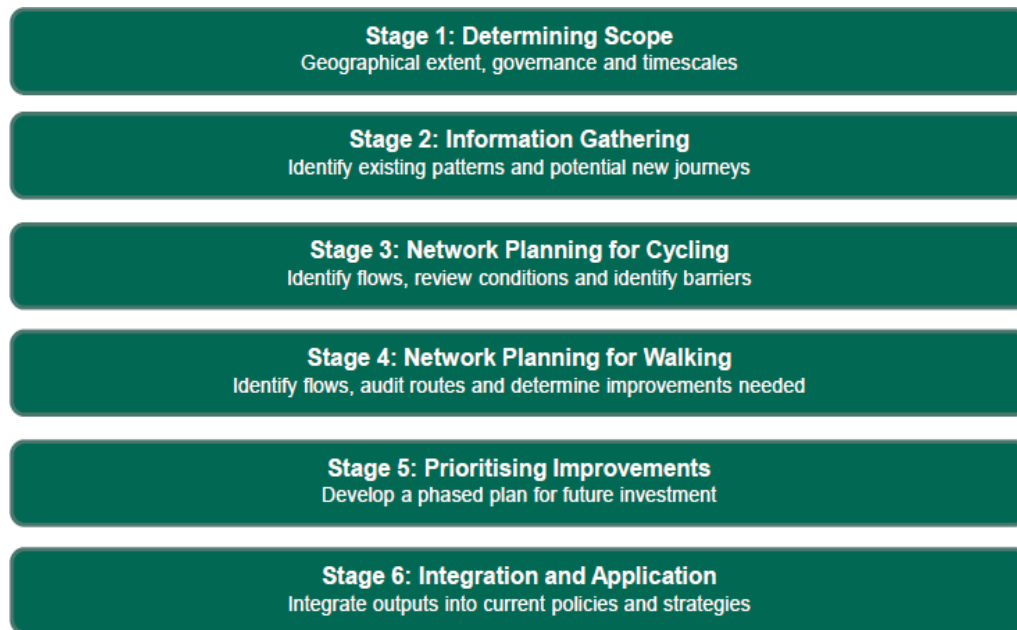 Stage 1: Determining Scope
Geographical extent, governance and timescales
Stage 2: Information Gathering
Identify existing patterns and potential new journeys
Stage 3: Network Planning for Cycling
Identify flows, review conditions and identify barriers
Stage 4: Network Planning for Walking
Identify flows, audit routes and determine improvements needed
Stage 5: Prioritising Improvements
Develop a phased plan for future investment
Stage 6: Integration and Application
Integrate outputs into current policies and strategies